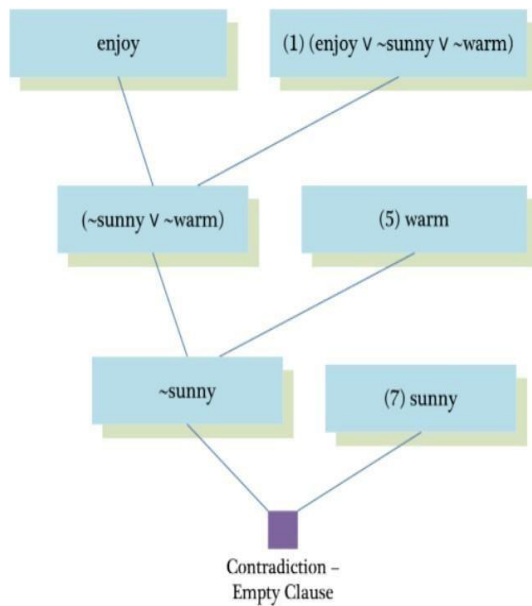 enjoy
(1) (enjoy ∨ ~sunny ∨ ~warm)
(~sunny ∨ ~warm)
(5) warm
~sunny
(7) sunny
Contradiction –
Empty Clause